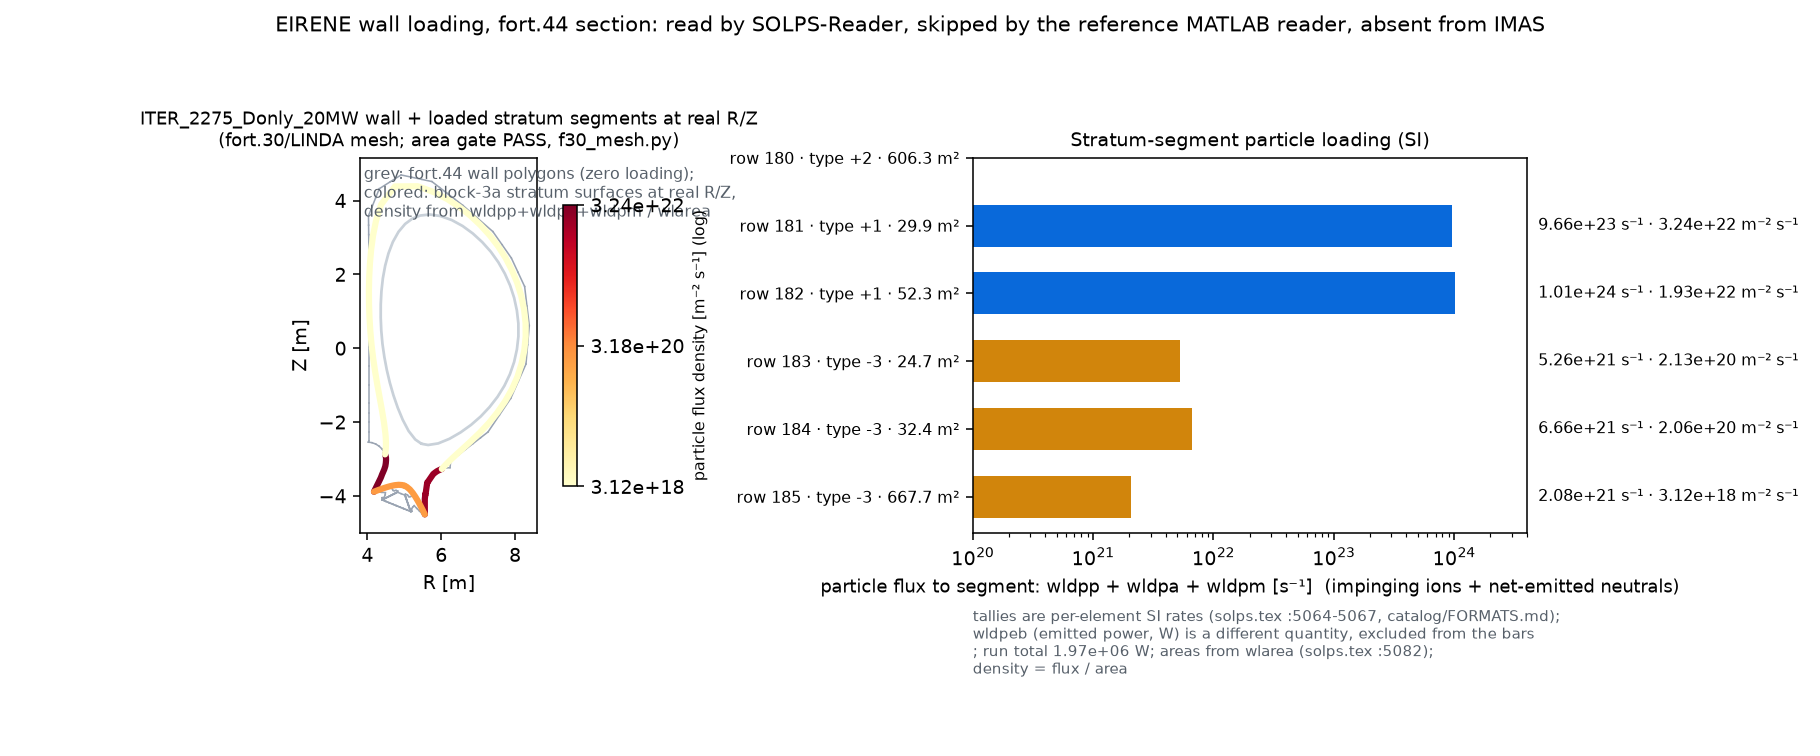 EIRENE wall loading, fort.44 section: read by SOLPS-Reader, skipped by the reference MATLAB reader, absent from IMAS
ITER_2275_Donly_20MW wall + loaded stratum segments at real R/Z
(fort.30/LINDA mesh; area gate PASS, f30_mesh.py)
grey: fort.44 wall polygons (zero loading);
colored: block-3a stratum surfaces at real R/Z,
density from wldpp+wldpa+wldpm / wlarea
4
2
0
−2
−4
Z [m]
4
6
8
R [m]
3.24e+22
3.18e+20
3.12e+18
particle flux density [m⁻² s⁻¹] (log)
Stratum-segment particle loading (SI)
row 180 · type +2 · 606.3 m²
row 181 · type +1 · 29.9 m²
row 182 · type +1 · 52.3 m²
row 183 · type -3 · 24.7 m²
row 184 · type -3 · 32.4 m²
row 185 · type -3 · 667.7 m²
9.66e+23 s⁻¹ · 3.24e+22 m⁻² s⁻¹
1.01e+24 s⁻¹ · 1.93e+22 m⁻² s⁻¹
5.26e+21 s⁻¹ · 2.13e+20 m⁻² s⁻¹
6.66e+21 s⁻¹ · 2.06e+20 m⁻² s⁻¹
2.08e+21 s⁻¹ · 3.12e+18 m⁻² s⁻¹
10²⁰
10²¹
10²²
10²³
10²⁴
particle flux to segment: wldpp + wldpa + wldpm [s⁻¹]  (impinging ions + net-emitted neutrals)
tallies are per-element SI rates (solps.tex :5064-5067, catalog/FORMATS.md);
wldpeb (emitted power, W) is a different quantity, excluded from the bars
; run total 1.97e+06 W; areas from wlarea (solps.tex :5082);
density = flux / area